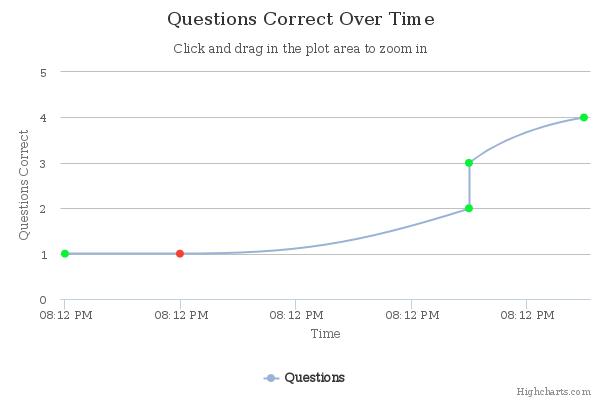 Questions Correct Over Time
Click and drag in the plot area to zoom in
5
4
3
2
1
0
Questions Correct
08:12 PM 08:12 PM 08:12 PM 08:12 PM 08:12 PM
Time
Questions
Highcharts.com